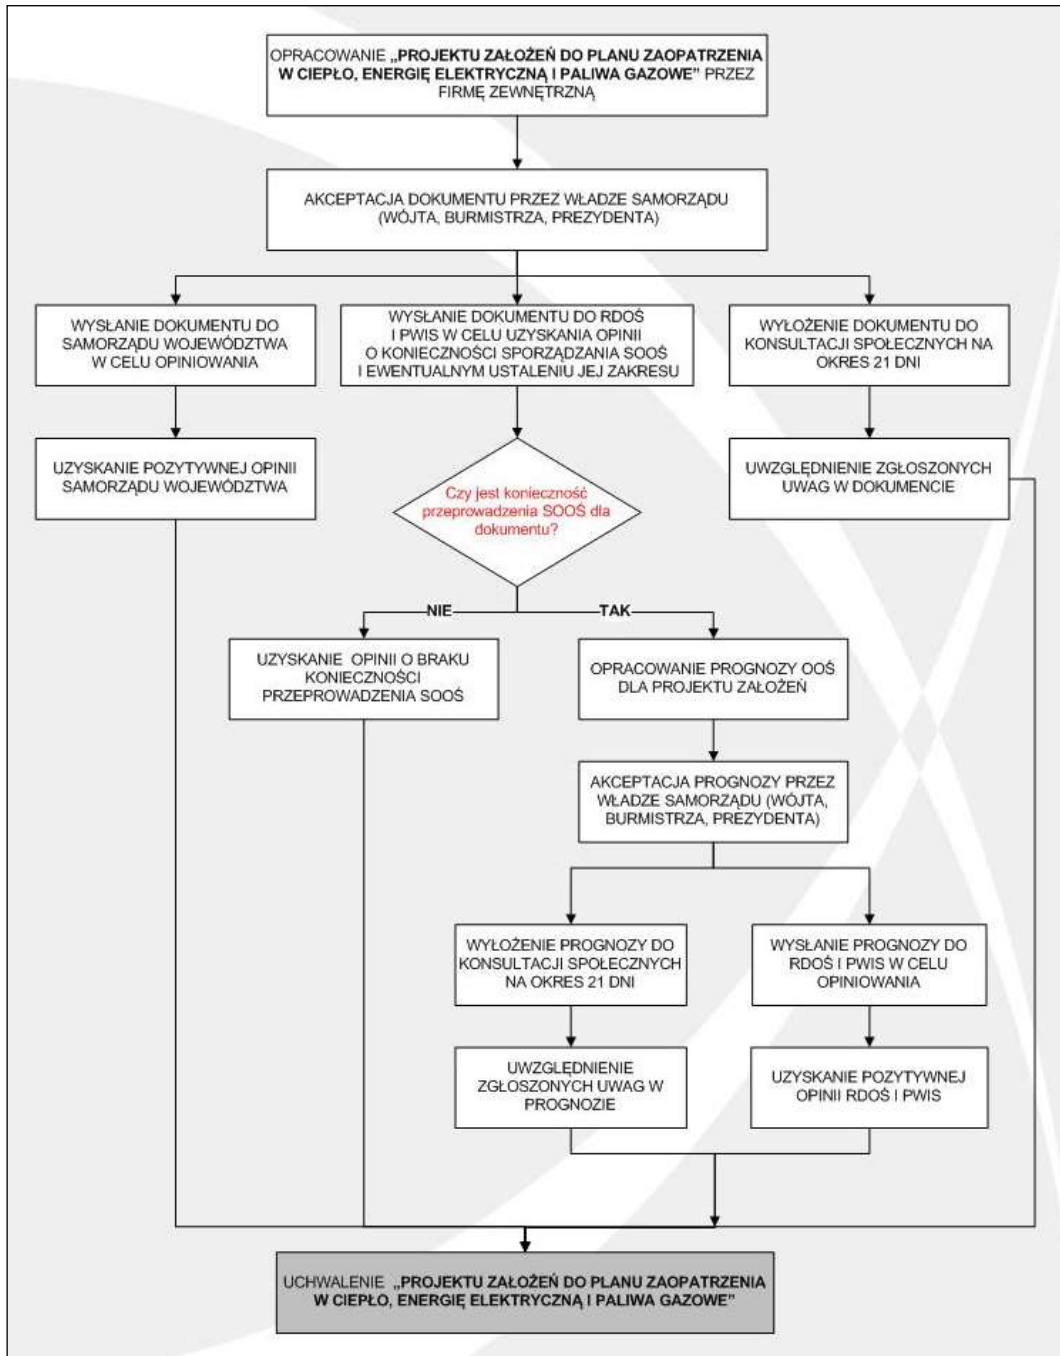 OPRACOWANIE „PROJEKTU ZAŁOŻEŃ DO PLANU ZAOPATRZENIA
W CIEPŁO, ENERGIĘ ELEKTRYCZNĄ I PALIWA GAZOWE” PRZEZ
FIRMĘ ZEWNĘTRZNĄ
AKCEPTACJA DOKUMENTU PRZEZ WŁADZE SAMORZĄDU
(WÓJTA, BURMISTRZA, PREZYDENTA)
WYSŁANIE DOKUMENTU DO
SAMORZĄDU WOJEWÓDZTWA
W CELU OPINIOWANIA
WYSŁANIE DOKUMENTU DO RDOŚ
I PWIS W CELU UZYSKANIA OPINII
O KONIECZNOŚCI SPORZĄDZANIA SOOŚ
I EWENTUALNYM USTALENIU JEJ ZAKRESU
WYŁOŻENIE DOKUMENTU DO
KONSULTACJI SPOŁECZNYCH NA
OKRES 21 DNI
UZYSKANIE POZYTYWNEJ OPINII
SAMORZĄDU WOJEWÓDZTWA
Czy jest konieczność
przeprowadzenia SOOŚ dla
dokumentu?
UWZGLĘDNIENIE ZGŁOSZONYCH
UWAG W DOKUMENCIE
NIE
TAK
UZYSKANIE OPINII O BRAKU
KONIECZNOŚCI
PRZEPROWADZENIA SOOŚ
OPRACOWANIE PROGNOZY OOŚ
DLA PROJEKTU ZAŁOŻEŃ
AKCEPTACJA PROGNOZY PRZEZ
WŁADZE SAMORZĄDU (WÓJTA,
BURMISTRZA, PREZYDENTA)
WYŁOŻENIE PROGNOZY DO
KONSULTACJI SPOŁECZNYCH
NA OKRES 21 DNI
WYSŁANIE PROGNOZY DO
RDOŚ I PWIS W CELU
OPINIOWANIA
UWZGLĘDNIENIE
ZGŁOSZONYCH UWAG W
PROGNOZIE
UZYSKANIE POZYTYWNEJ
OPINII RDOŚ I PWIS
UCHWALENIE „PROJEKTU ZAŁOŻEŃ DO PLANU ZAOPATRZENIA
W CIEPŁO, ENERGIĘ ELEKTRYCZNĄ I PALIWA GAZOWE”